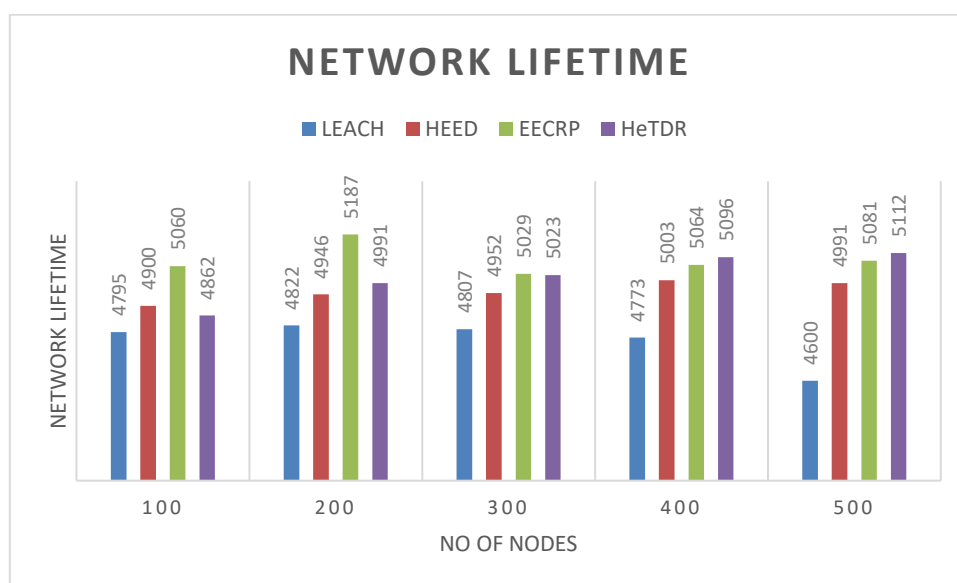 NETWORK LIFETIME
LEACH HEED EECRP HeTDR
NETWORK LIFETIME
4795 4900 5060 4862
4822 4946 5187 4991
4807 4952 5029 5023
4773 5003 5064 5096
4600 4991 5081 5112
100 200 300 400 500
NO OF NODES